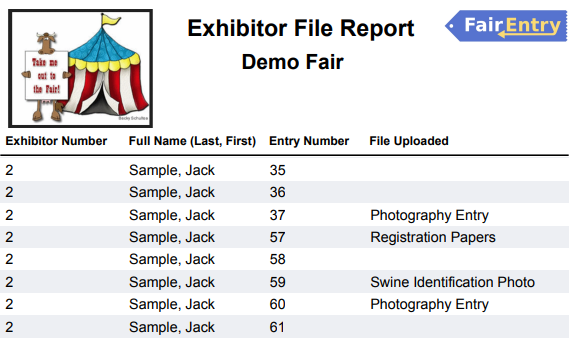 Take me
out to
the Fair!
Becky Schultea
Exhibitor File Report
Demo Fair
FairEntry
Exhibitor Number Full Name (Last, First) Entry Number File Uploaded
2 Sample, Jack 35
2 Sample, Jack 36
2 Sample, Jack 37 Photography Entry
2 Sample, Jack 57 Registration Papers
2 Sample, Jack 58
2 Sample, Jack 59 Swine Identification Photo
2 Sample, Jack 60 Photography Entry
2 Sample, Jack 61